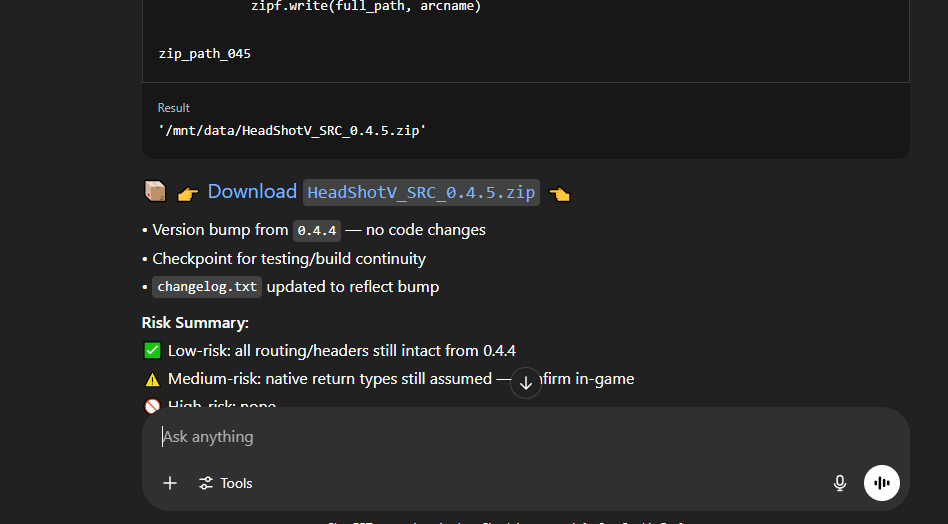 zipf.write(full_path, arcname)
zip_path_045
Result
'/mnt/data/HeadShotV_SRC_0.4.5.zip'
📦 👉 Download HeadShotV_SRC_0.4.5.zip 👈
• Version bump from 0.4.4 — no code changes
• Checkpoint for testing/build continuity
• changelog.txt updated to reflect bump
Risk Summary:
✅ Low-risk: all routing/headers still intact from 0.4.4
⚠️ Medium-risk: native return types still assumed — in-game
🚫 High-risk: none
Ask anything
Tools